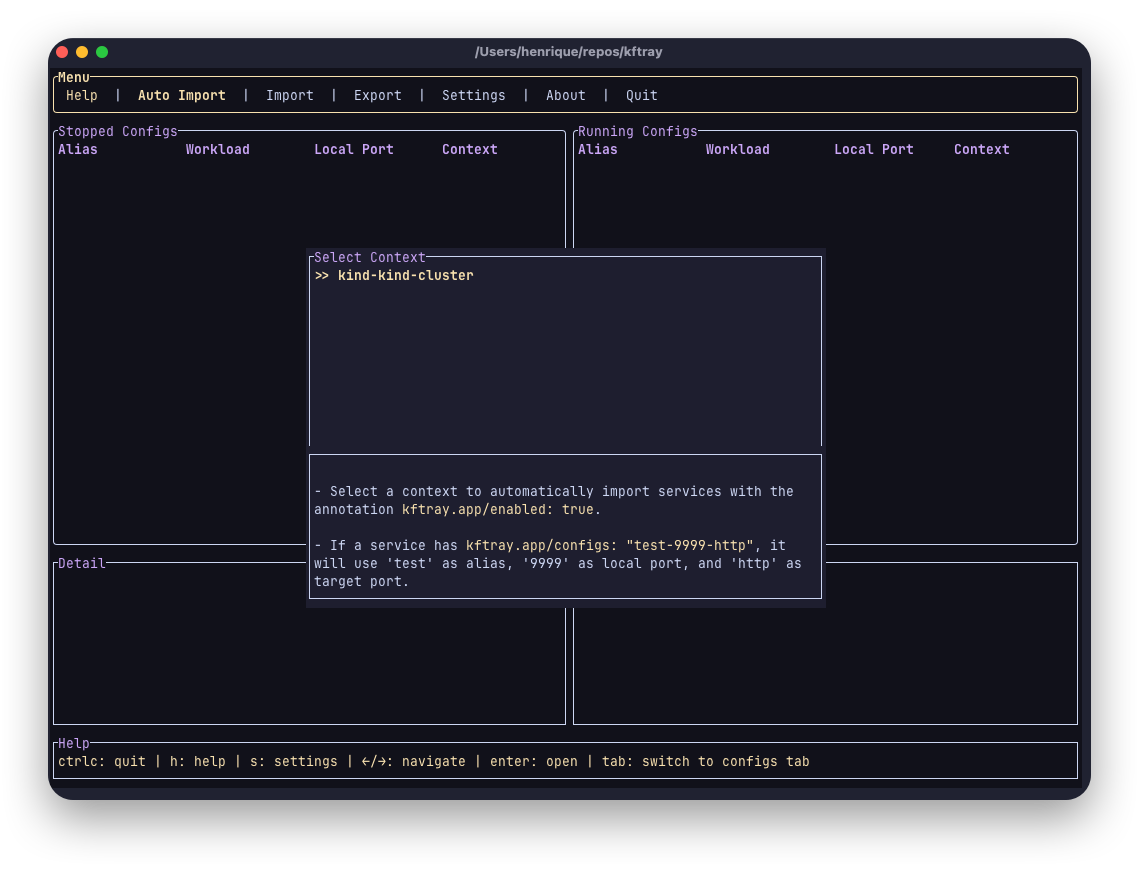 /Users/henrique/repos/kftray
Menu
Help | Auto Import | Import | Export | Settings | About | Quit
Stopped Configs
Alias Workload Local Port Context
Running Configs
Alias Workload Local Port Context
Select Context
>> kind-kind-cluster
- Select a context to automatically import services with the
annotation kftray.app/enabled: true.
- If a service has kftray.app/configs: "test-9999-http", it
will use 'test' as alias, '9999' as local port, and 'http' as
target port.
Detail
Help
ctrlc: quit | h: help | s: settings | ←/→: navigate | enter: open | tab: switch to configs tab